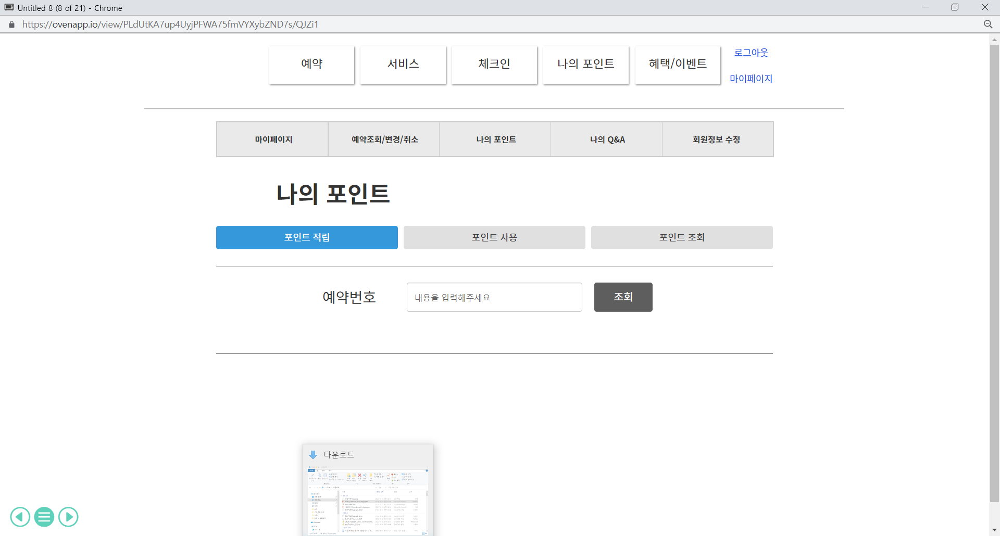 Untitled 8 (8 of 21) - Chrome
https://ovenapp.io/view/PLdUtKA7up4UyjPFWA75fmVYXybZND7s/QJZi1
예약 서비스 체크인 나의 포인트 혜택/이벤트 로그아웃
마이페이지
마이페이지 예약조회/변경/취소 나의 포인트 나의 Q&A 회원정보 수정
나의 포인트
포인트 적립 포인트 사용 포인트 조회
예약번호 내용을 입력해주세요 조회
다운로드